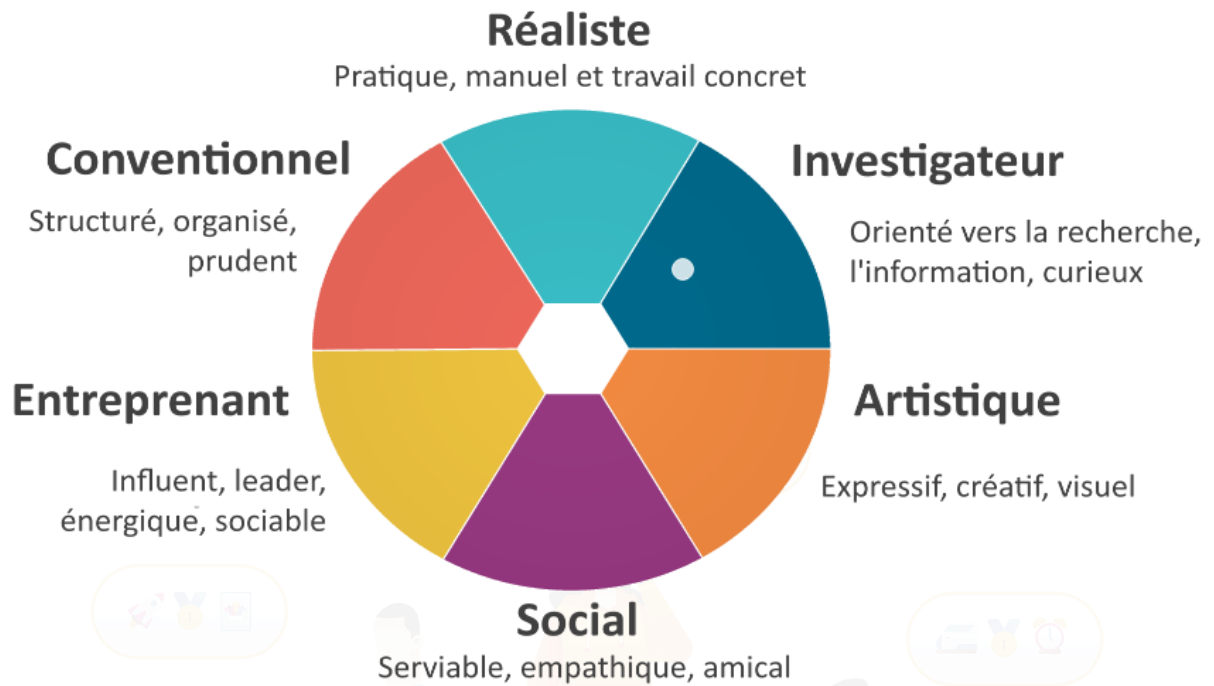 Réaliste
Pratique, manuel et travail concret
Conventionnel
Structuré, organisé,
prudent
Investigateur
Orienté vers la recherche,
l'information, curieux
Entreprenant
Influent, leader,
énergique, sociable
Artistique
Expressif, créatif, visuel
Social
Serviable, empathique, amical